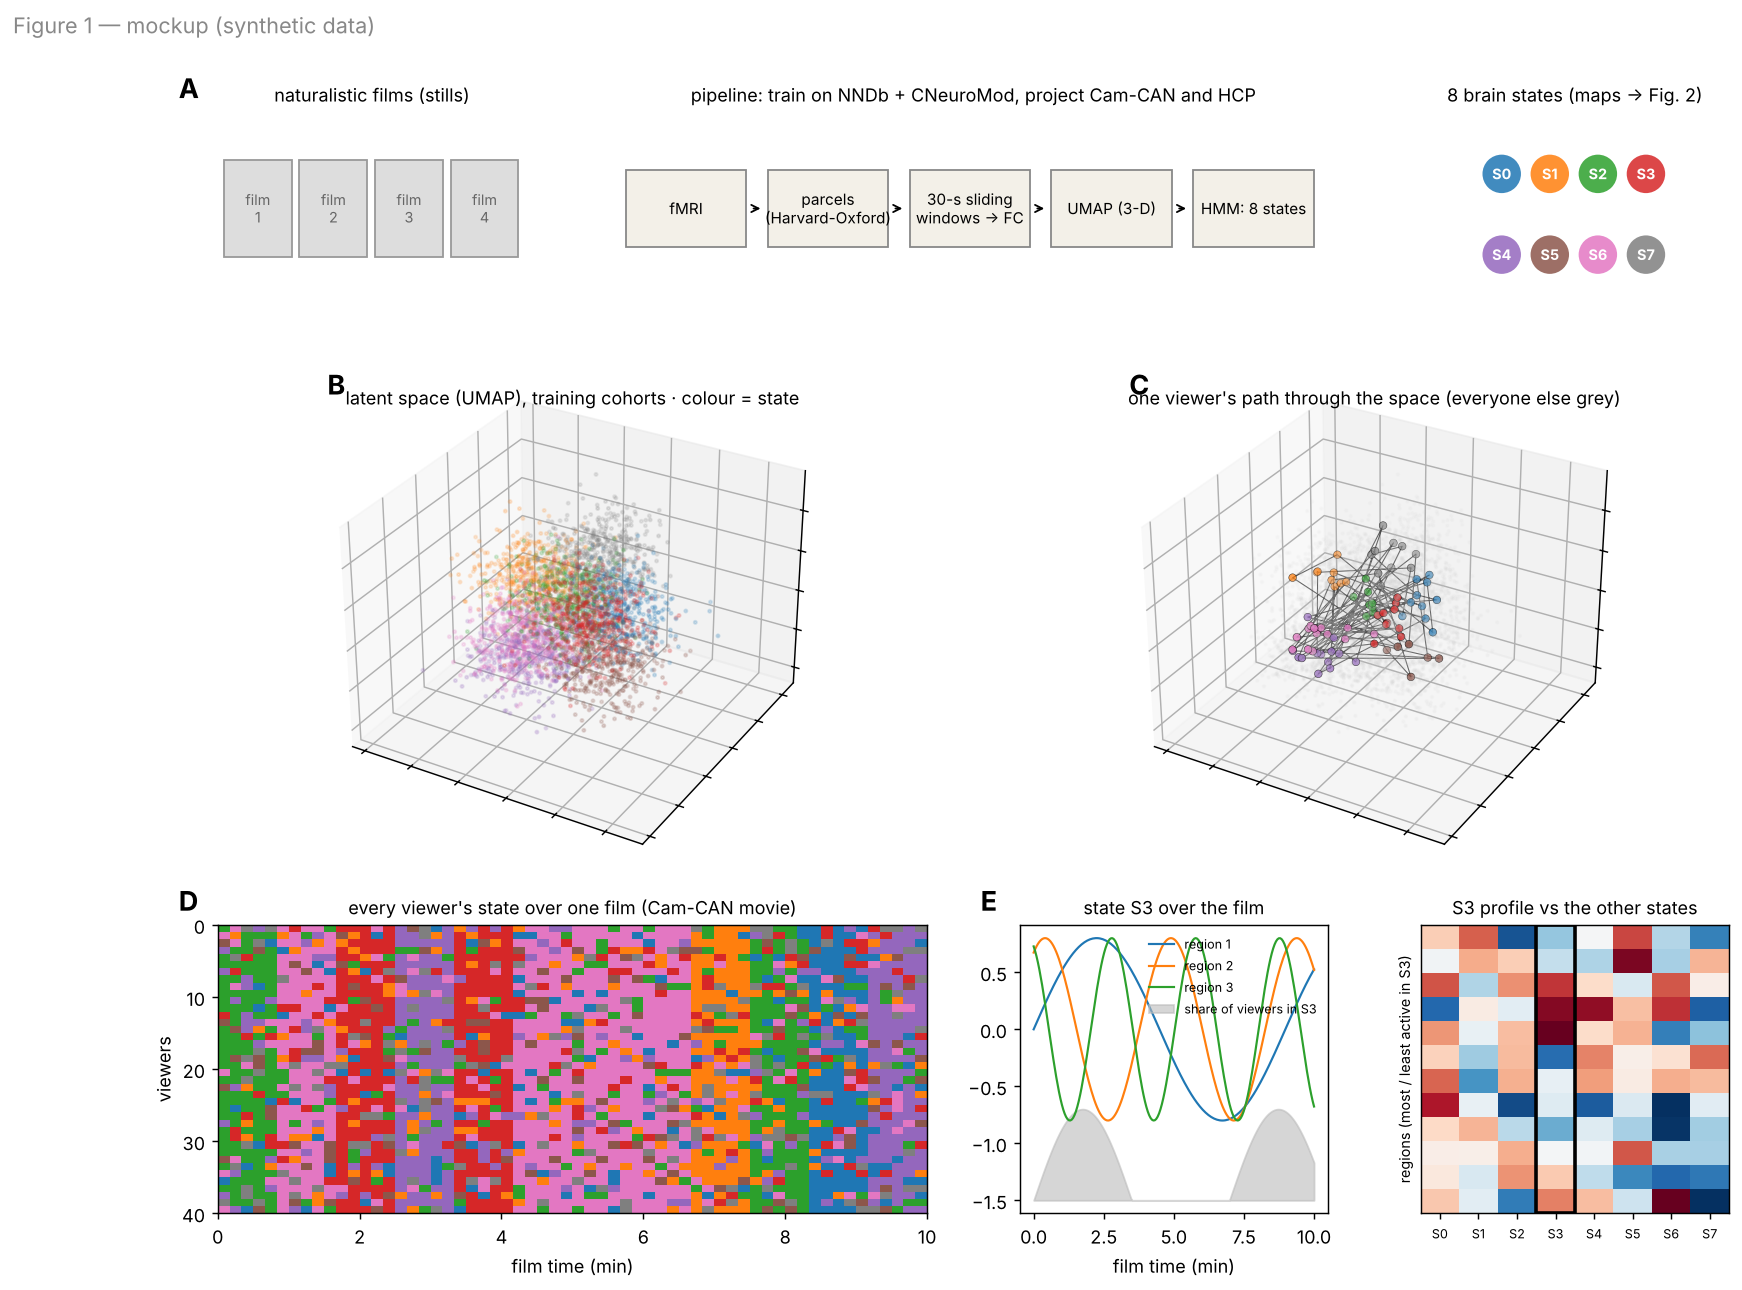 Figure 1 — mockup (synthetic data)
A
naturalistic films (stills)
pipeline: train on NNDb + CNeuroMod, project Cam-CAN and HCP
8 brain states (maps → Fig. 2)
film
1
film
2
film
3
film
4
fMRI
parcels
(Harvard-Oxford)
30-s sliding
windows → FC
UMAP (3-D)
HMM: 8 states
S0 S1 S2 S3
S4 S5 S6 S7
B
latent space (UMAP), training cohorts · colour = state
C
one viewer's path through the space (everyone else grey)
D
every viewer's state over one film (Cam-CAN movie)
viewers
0
10
20
30
40
0 2 4 6 8 10
film time (min)
E
state S3 over the film
region 1
region 2
region 3
share of viewers in S3
0.5
0.0
−0.5
−1.0
−1.5
0.0 2.5 5.0 7.5 10.0
film time (min)
S3 profile vs the other states
regions (most / least active in S3)
S0 S1 S2 S3 S4 S5 S6 S7